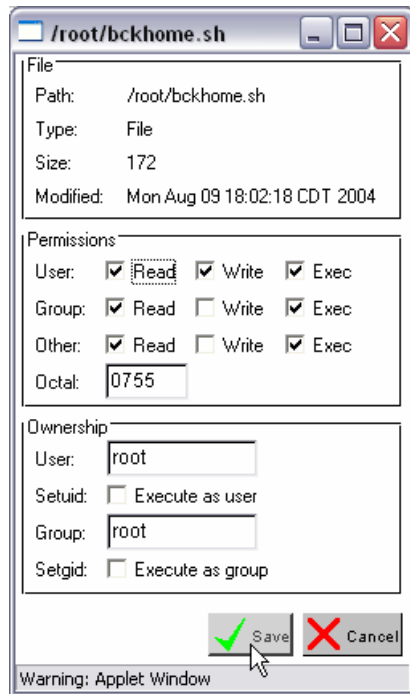 /root/bckhome.sh
File
Path: /root/bckhome.sh
Type: File
Size: 172
Modified: Mon Aug 09 18:02:18 CDT 2004
Permissions
User: Read Write Exec
Group: Read Write Exec
Other: Read Write Exec
Octal: 0755
Ownership
User: root
Setuid: Execute as user
Group: root
Setgid: Execute as group
Save Cancel
Warning: Applet Window